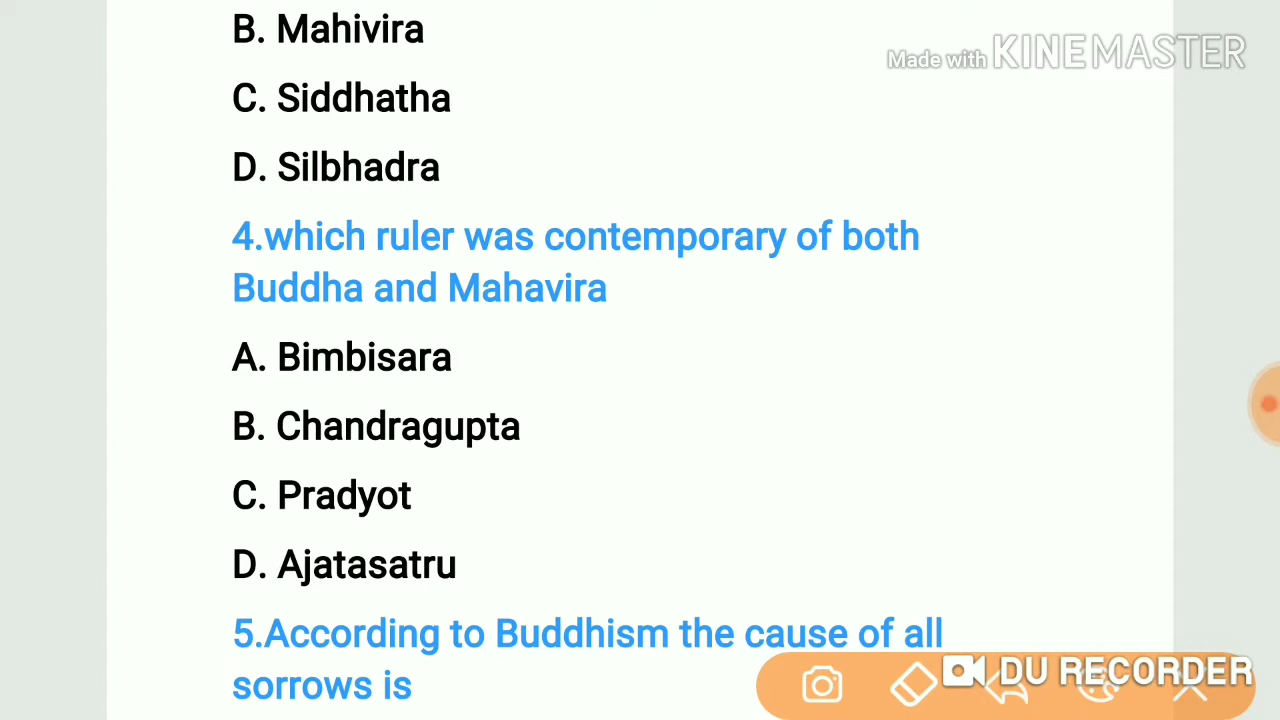 B. Mahivira
Made with KINEMASTER
C. Siddhatha
D. Silbhadra
4.which ruler was contemporary of both
Buddha and Mahavira
A. Bimbisara
B. Chandragupta
C. Pradyot
D. Ajatasatru
5.According to Buddhism the cause of all
sorrows is
DU RECORDER